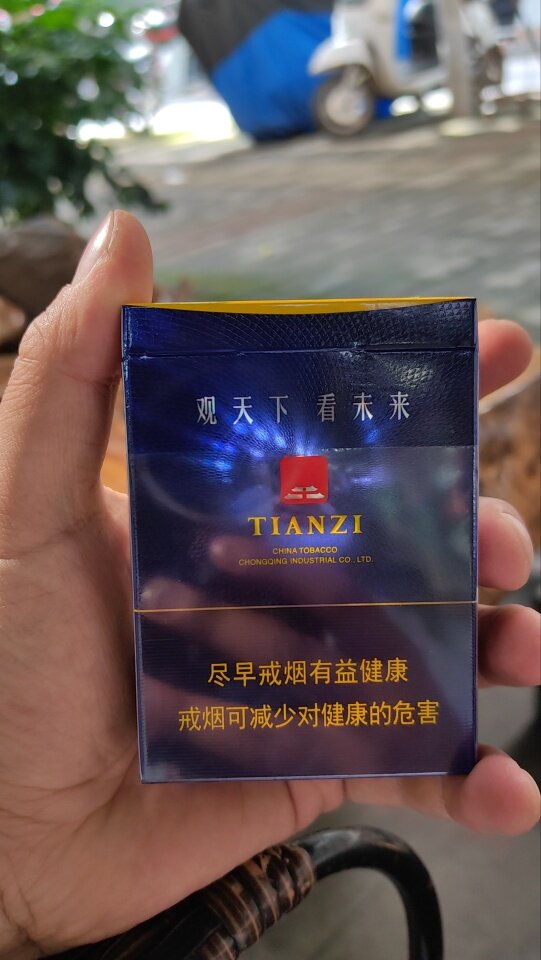 观天下 看未来
TIANZI
CHINA TOBACCO
CHONGQING INDUSTRIAL CO., LTD.
尽早戒烟有益健康
戒烟可减少对健康的危害